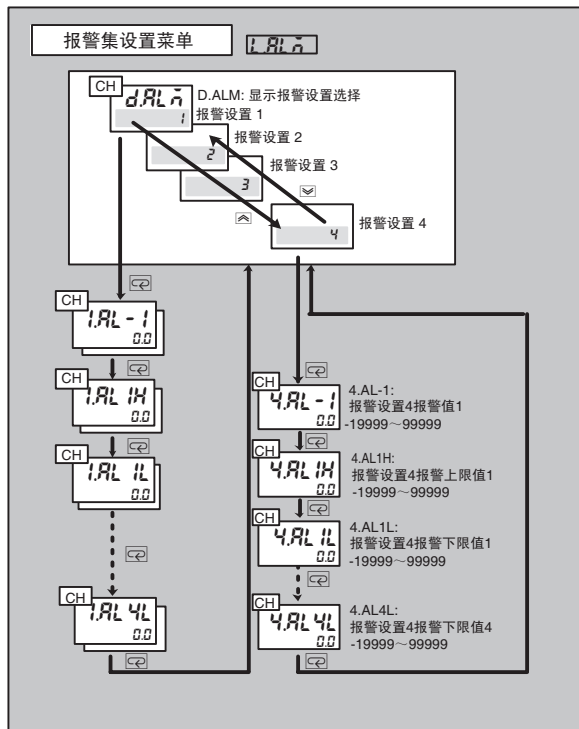 报警集设置菜单
L.ALM
CH
d.ALM
1
D.ALM: 显示报警设置选择
报警设置 1
2
报警设置 2
3
报警设置 3
4
报警设置 4
CH
1.AL-1
0.0
CH
1.AL1H
0.0
CH
1.AL1L
0.0
CH
1.AL4L
0.0
CH
4.AL-1
0.0
4.AL-1:
报警设置4报警值1
-19999～99999
CH
4.AL1H
0.0
4.AL1H:
报警设置4报警上限值1
-19999～99999
CH
4.AL1L
0.0
4.AL1L:
报警设置4报警下限值1
-19999～99999
CH
4.AL4L
0.0
4.AL4L:
报警设置4报警下限值4
-19999～99999